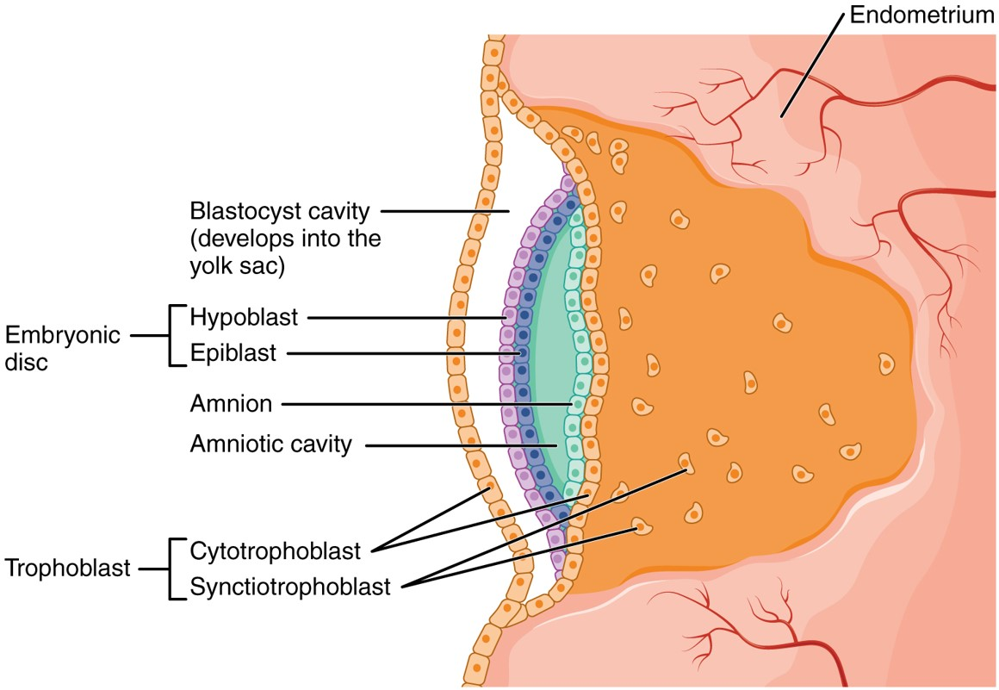 Endometrium
Blastocyst cavity
(develops into the
yolk sac)
Embryonic
disc
Hypoblast
Epiblast
Amnion
Amniotic cavity
Trophoblast
Cytotrophoblast
Synctiotrophoblast